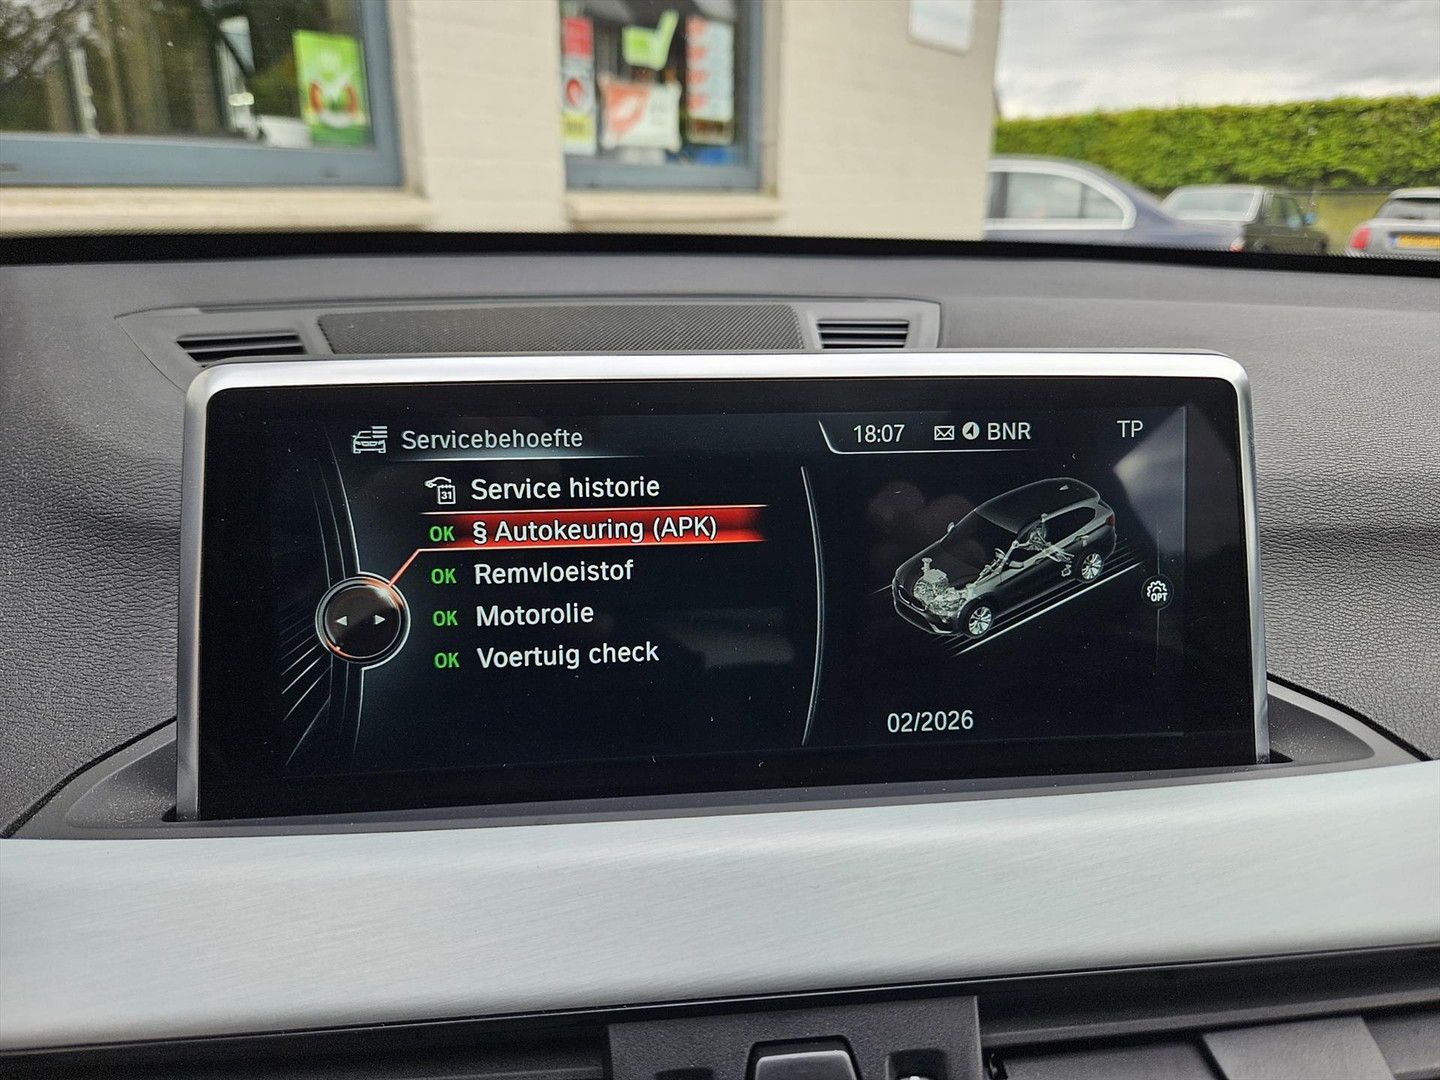 Servicebehoefte
18:07 BNR TP
31 Service historie
OK § Autokeuring (APK)
OK Remvloeistof
OK Motorolie
OK Voertuig check
OPT
02/2026